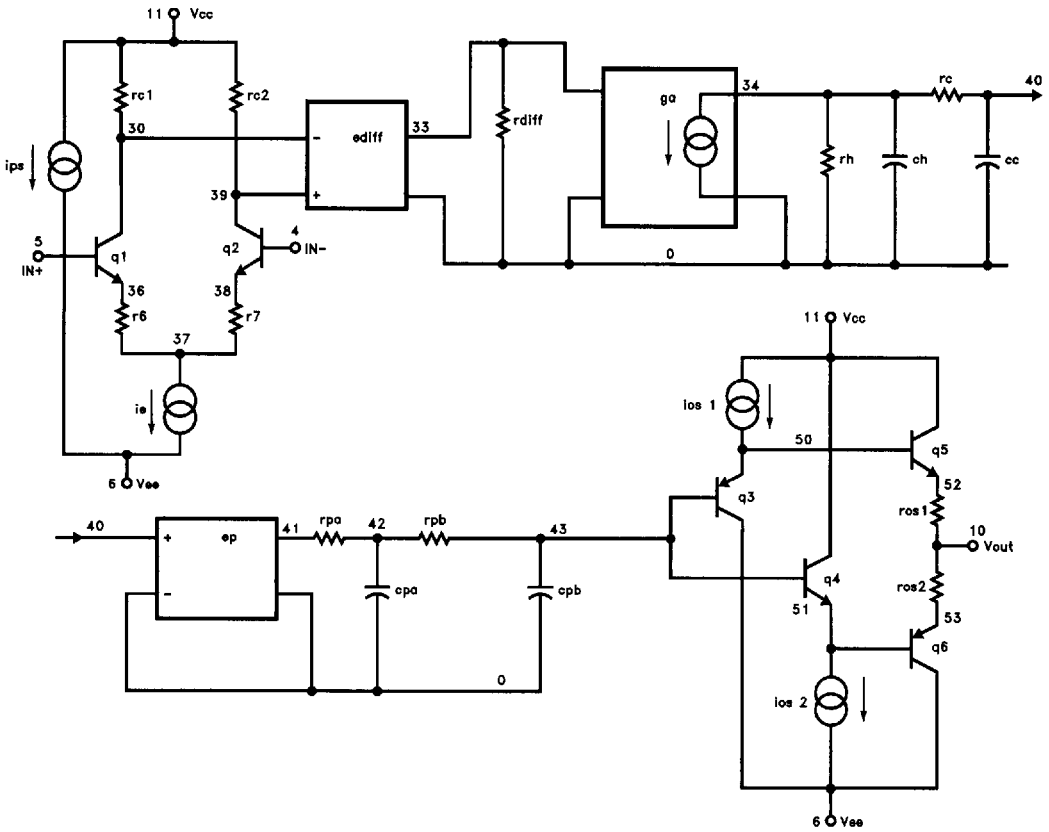 11 Vcc
rc1
rc2
30
ips
5
IN+
q1
39
q2
4
IN-
36
38
r6
r7
37
ie
6 Vee
-
ediff
+
33
rdiff
ga
34
rc
40
rh
ch
cc
0
40
+
ep
-
41
rpa
42
rpb
43
cpa
cpb
0
11 Vcc
ios 1
50
q5
q3
52
ros1
10
Vout
q4
51
ros2
53
q6
ios 2
6 Vee